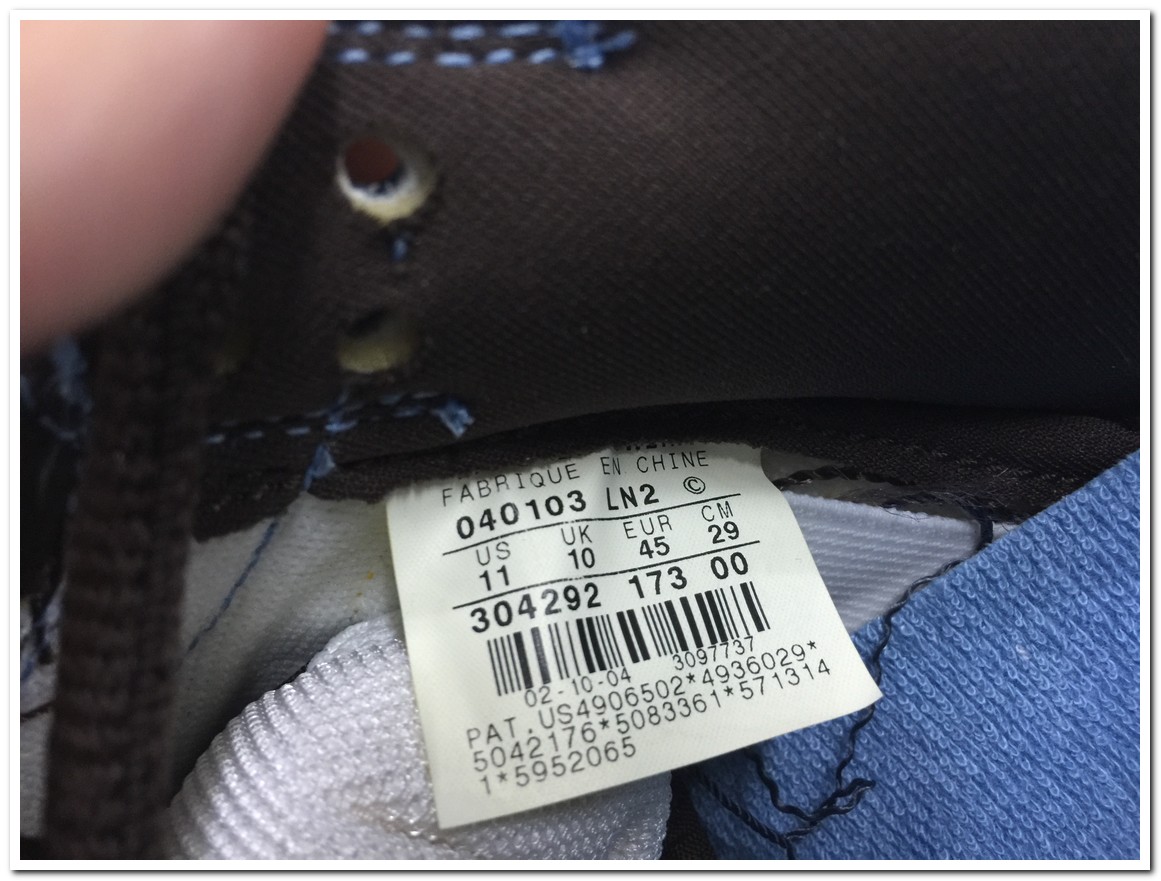 FABRIQUE EN CHINE
040103 LN2 ©
US UK EUR CM
11 10 45 29
304292 173 00
3097737
02-10-04
PAT.US4906502*4936029*
5042176*5083361*571314
1*5952065